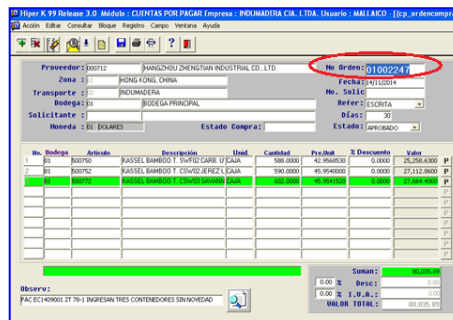 Hiper K 99 Release 3.0 Módulo : CUENTAS POR PAGAR Empresa : INDUMADERA CIA. LTDA. Usuario : MALLAICO - [(cp_ordencompra
Acción Editar Consultar Bloque Registro Campo Ventana Ayuda
Proveedor: 000712 HANGZHOU ZHENGTIAN INDUSTRIAL CO., LTD. No Orden: 01002247
Zona : HONG KONG, CHINA Fecha: 14/11/2014
Transporte : INDUMADERA No. Solic
Bodega: 01 BODEGA PRINCIPAL Refer: ESCRITA
Solicitante : Días: 30
Moneda : 01 DOLARES Estado Compra: Estado: APROBADO
No. Bodega Artículo Descripción Unid. Cantidad Pre.Unit % Descuento Valor
1 01 500750 KASSEL BAMBOO T. SWF02 CARB. U CAJA 588.0000 42.9568530 0.0000 25,258.6300 P
2 01 500752 KASSEL BAMBOO T. CSW02 JEREZ U CAJA 590.0000 45.9540000 0.0000 27,112.8600 P
01 500772 KASSEL BAMBOO T. CSW03 SAVANN CAJA 602.0000 45.9541520 0.0000 27,664.4000 P
P
P
P
P
P
Suman: 80,035.89
0.00 % Desc: 0.00
0.00 % I.V.A.: 0.00
VALOR TOTAL: 80,035.89
Observ:
FAC EC1409001 ZT 78-1 INGRESAN TRES CONTENEDORES SIN NOVEDAD